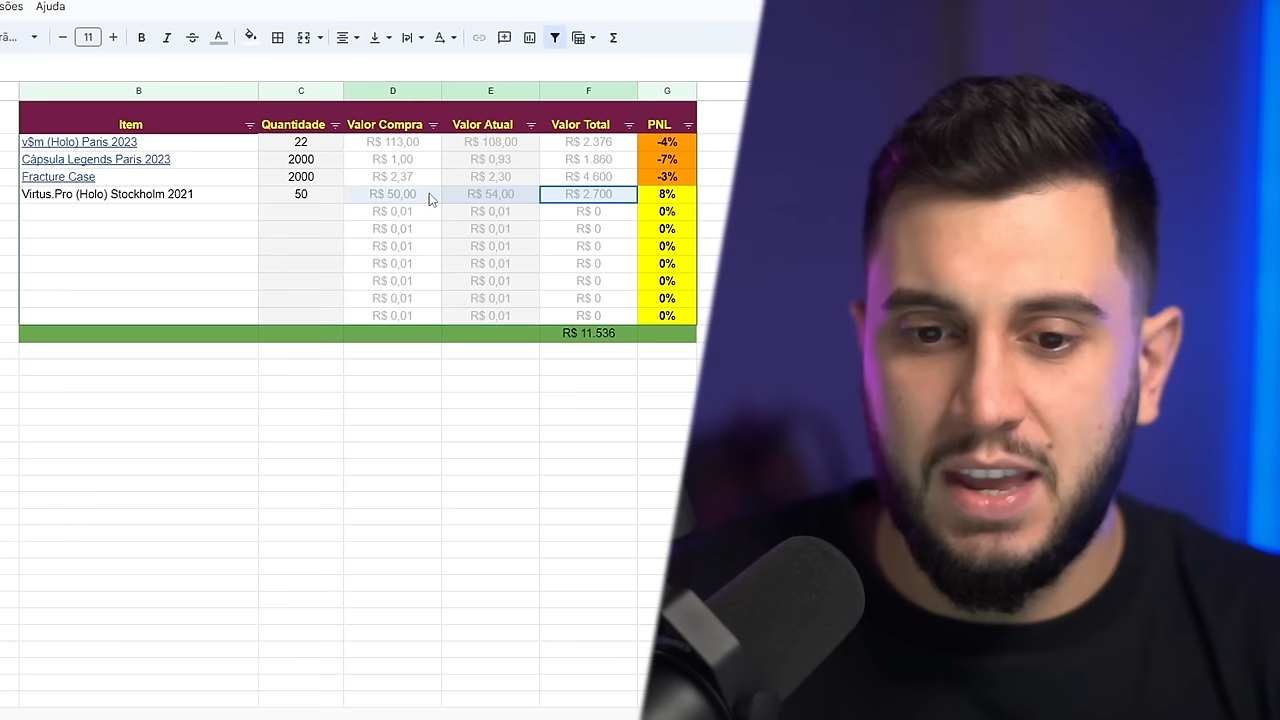 sões Ajuda
rã... 11 B I S A A Σ
B C D E F G
Item Quantidade Valor Compra Valor Atual Valor Total PNL
v$m (Holo) Paris 2023 22 R$ 113,00 R$ 108,00 R$ 2.376 -4%
Cápsula Legends Paris 2023 2000 R$ 1,00 R$ 0,93 R$ 1.860 -7%
Fracture Case 2000 R$ 2,37 R$ 2,30 R$ 4.600 -3%
Virtus.Pro (Holo) Stockholm 2021 50 R$ 50,00 R$ 54,00 R$ 2.700 8%
R$ 0,01 R$ 0,01 R$ 0 0%
R$ 0,01 R$ 0,01 R$ 0 0%
R$ 0,01 R$ 0,01 R$ 0 0%
R$ 0,01 R$ 0,01 R$ 0 0%
R$ 0,01 R$ 0,01 R$ 0 0%
R$ 0,01 R$ 0,01 R$ 0 0%
R$ 0,01 R$ 0,01 R$ 0 0%
R$ 11.536